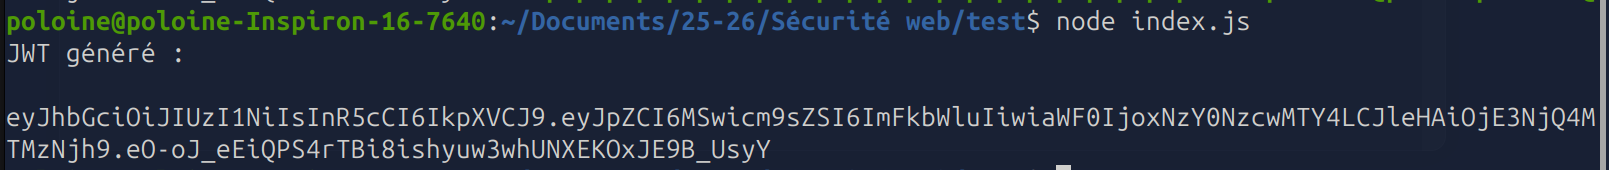 poloine@poloine-Inspiron-16-7640:~/Documents/25-26/Sécurité web/test$ node index.js
JWT généré :
eyJhbGciOiJIUzI1NiIsInR5cCI6IkpXVCJ9.eyJpZCI6MSwicm9sZSI6ImFkbWluIiwiaWF0IjoxNzY0NzcwMTY4LCJleHAiOjE3NjQ4M
TMzNjh9.eO-oJ_eEiQPS4rTBi8ishyuw3whUNXEKOxJE9B_UsyY